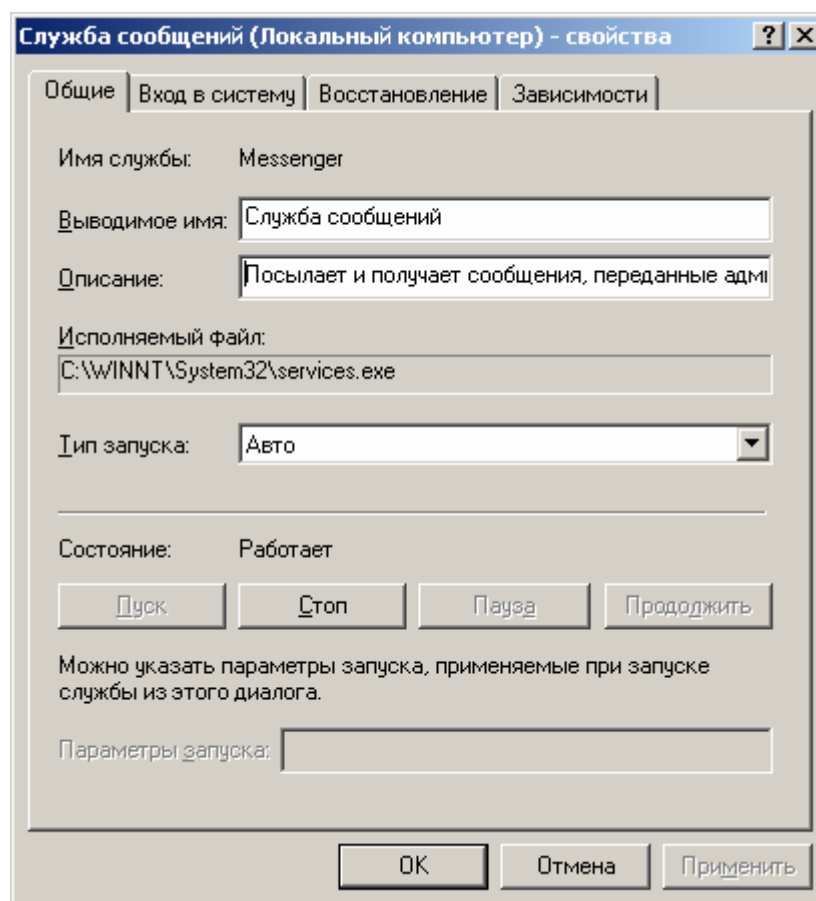 Служба сообщений (Локальный компьютер) - свойства
Общие Вход в систему Восстановление Зависимости
Имя службы: Messenger
Выводимое имя: Служба сообщений
Описание: Посылает и получает сообщения, переданные адми
Исполняемый файл:
C:\WINNT\System32\services.exe
Тип запуска: Авто
Состояние: Работает
Пуск Стоп Пауза Продолжить
Можно указать параметры запуска, применяемые при запуске
службы из этого диалога.
Параметры запуска:
OK Отмена Применить